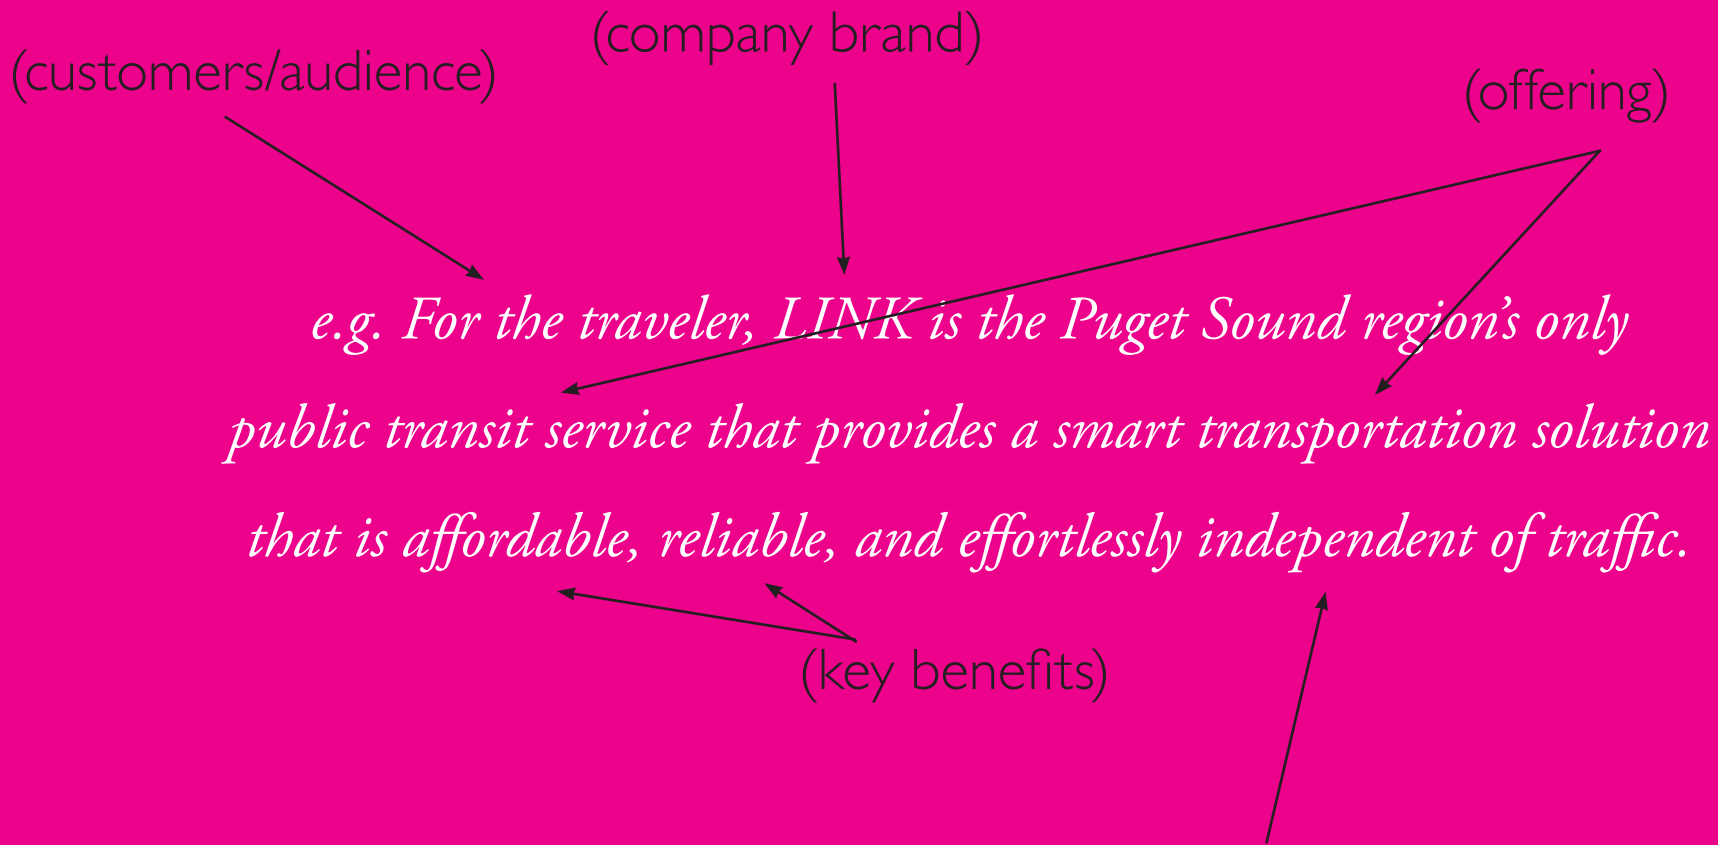 (company brand)
(customers/audience)
(offering)
e.g. For the traveler, LINK is the Puget Sound region’s only
public transit service that provides a smart transportation solution
that is affordable, reliable, and effortlessly independent of traffic.
(key benefits)